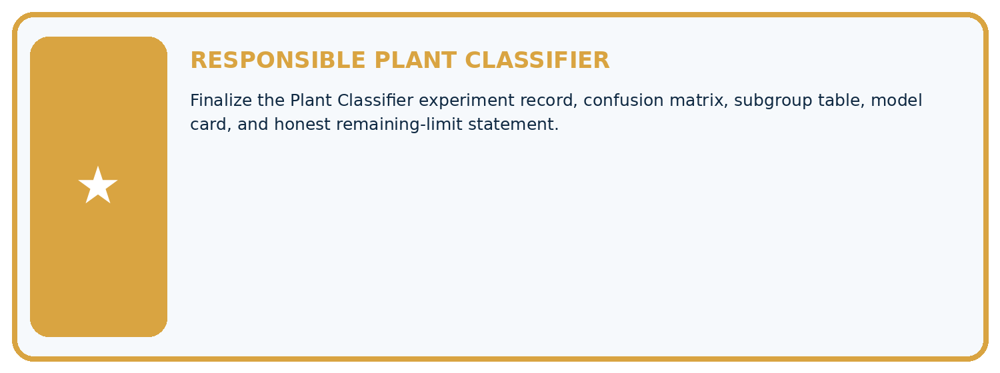 RESPONSIBLE PLANT CLASSIFIER
Finalize the Plant Classifier experiment record, confusion matrix, subgroup table, model
card, and honest remaining-limit statement.